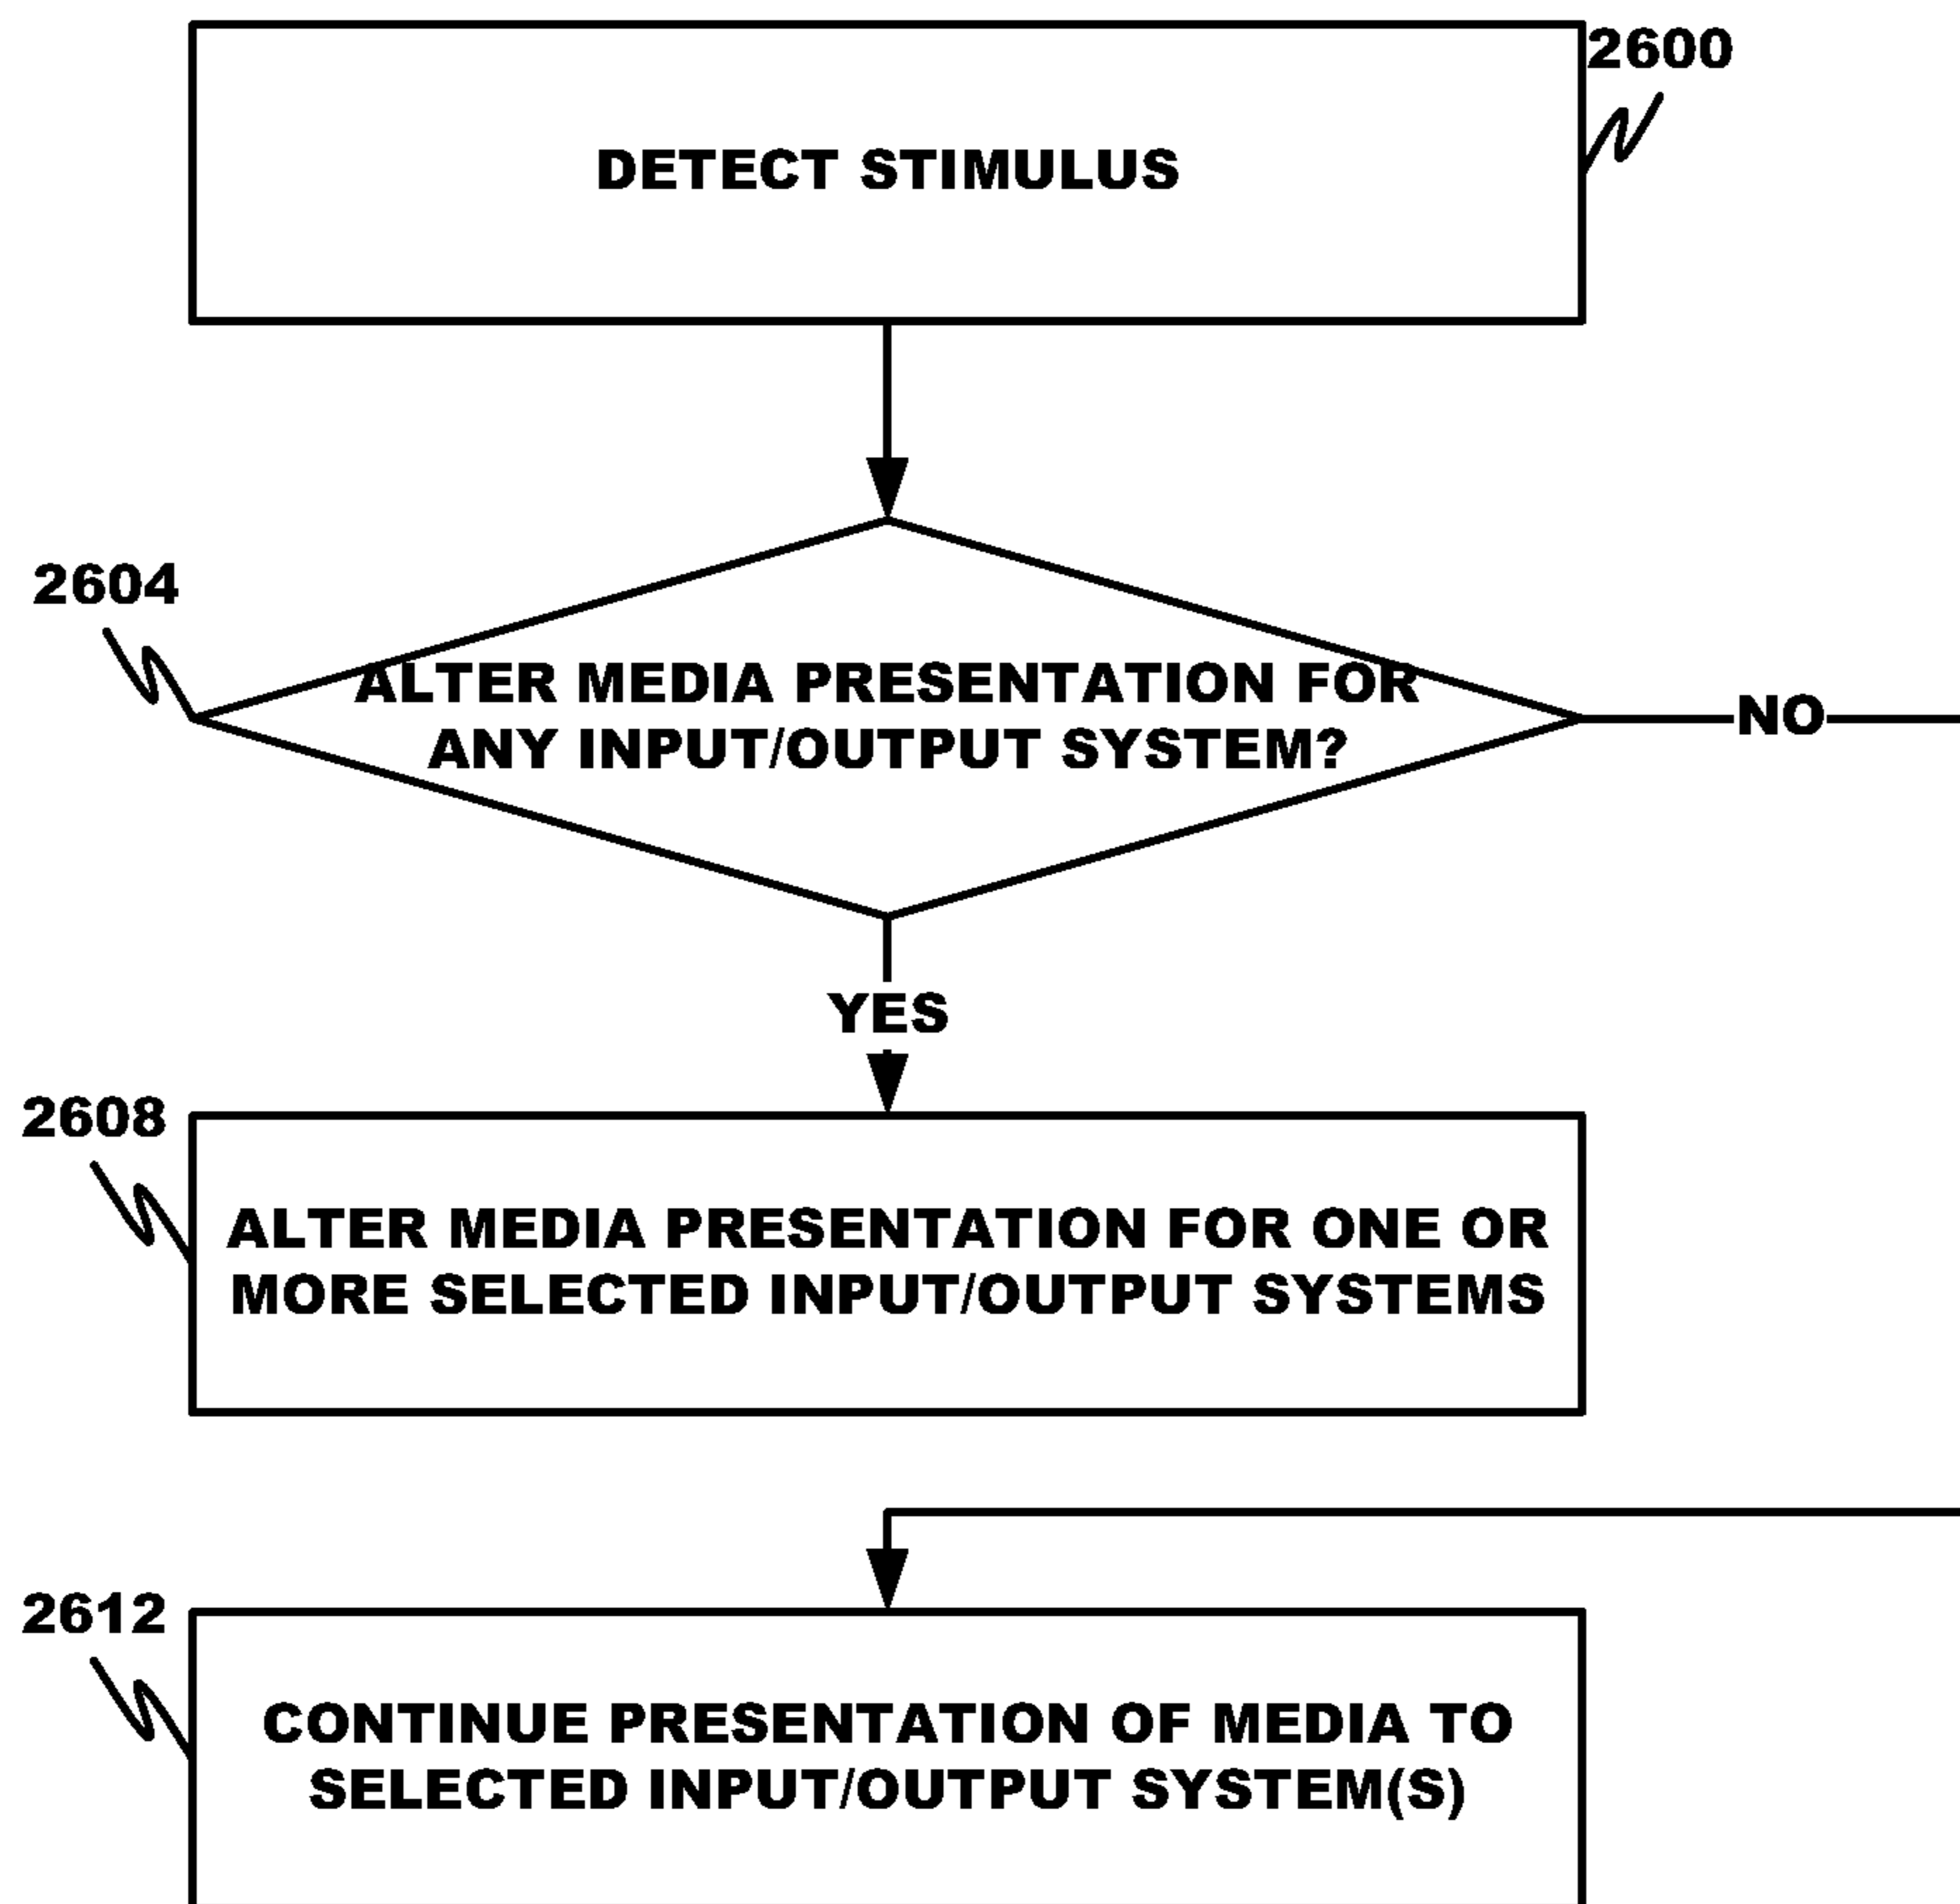 2600
DETECT STIMULUS
2604
ALTER MEDIA PRESENTATION FOR
ANY INPUT/OUTPUT SYSTEM?
NO
YES
2608
ALTER MEDIA PRESENTATION FOR ONE OR
MORE SELECTED INPUT/OUTPUT SYSTEMS
2612
CONTINUE PRESENTATION OF MEDIA TO
SELECTED INPUT/OUTPUT SYSTEM(S)